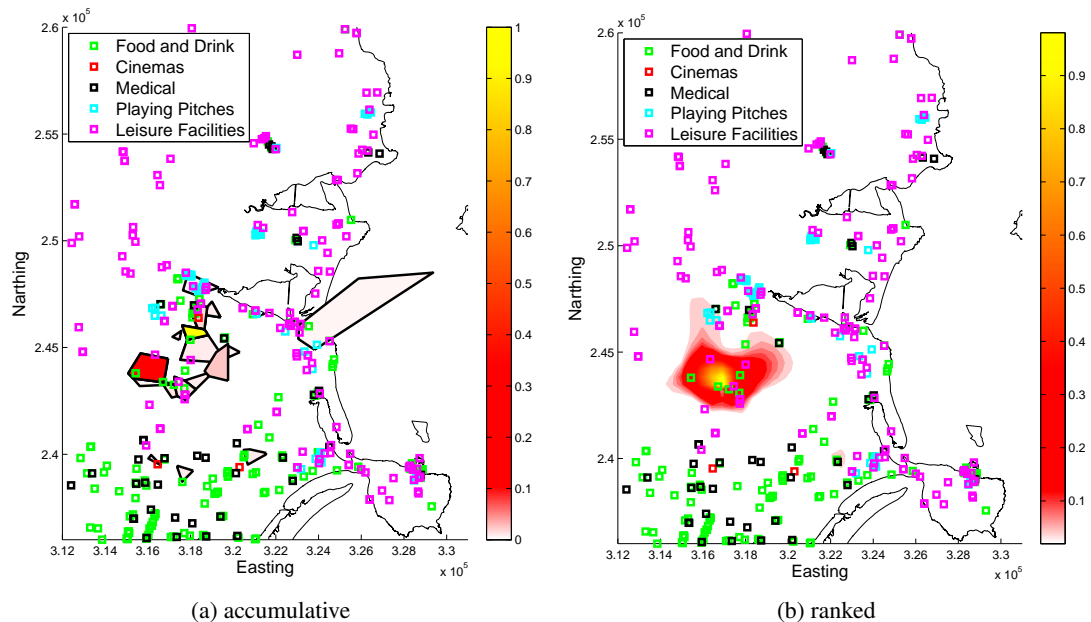 x 10^5
2.6
2.55
2.5
2.45
2.4
Narthing
Food and Drink
Cinemas
Medical
Playing Pitches
Leisure Facilities
3.12
3.14
3.16
3.18
3.2
3.22
3.24
3.26
3.28
3.3
x 10^5
Easting
1
0.9
0.8
0.7
0.6
0.5
0.4
0.3
0.2
0.1
0
(a) accumulative
x 10^5
2.6
2.55
2.5
2.45
2.4
Narthing
Food and Drink
Cinemas
Medical
Playing Pitches
Leisure Facilities
3.12
3.14
3.16
3.18
3.2
3.22
3.24
3.26
3.28
3.3
x 10^5
Easting
0.9
0.8
0.7
0.6
0.5
0.4
0.3
0.2
0.1
(b) ranked